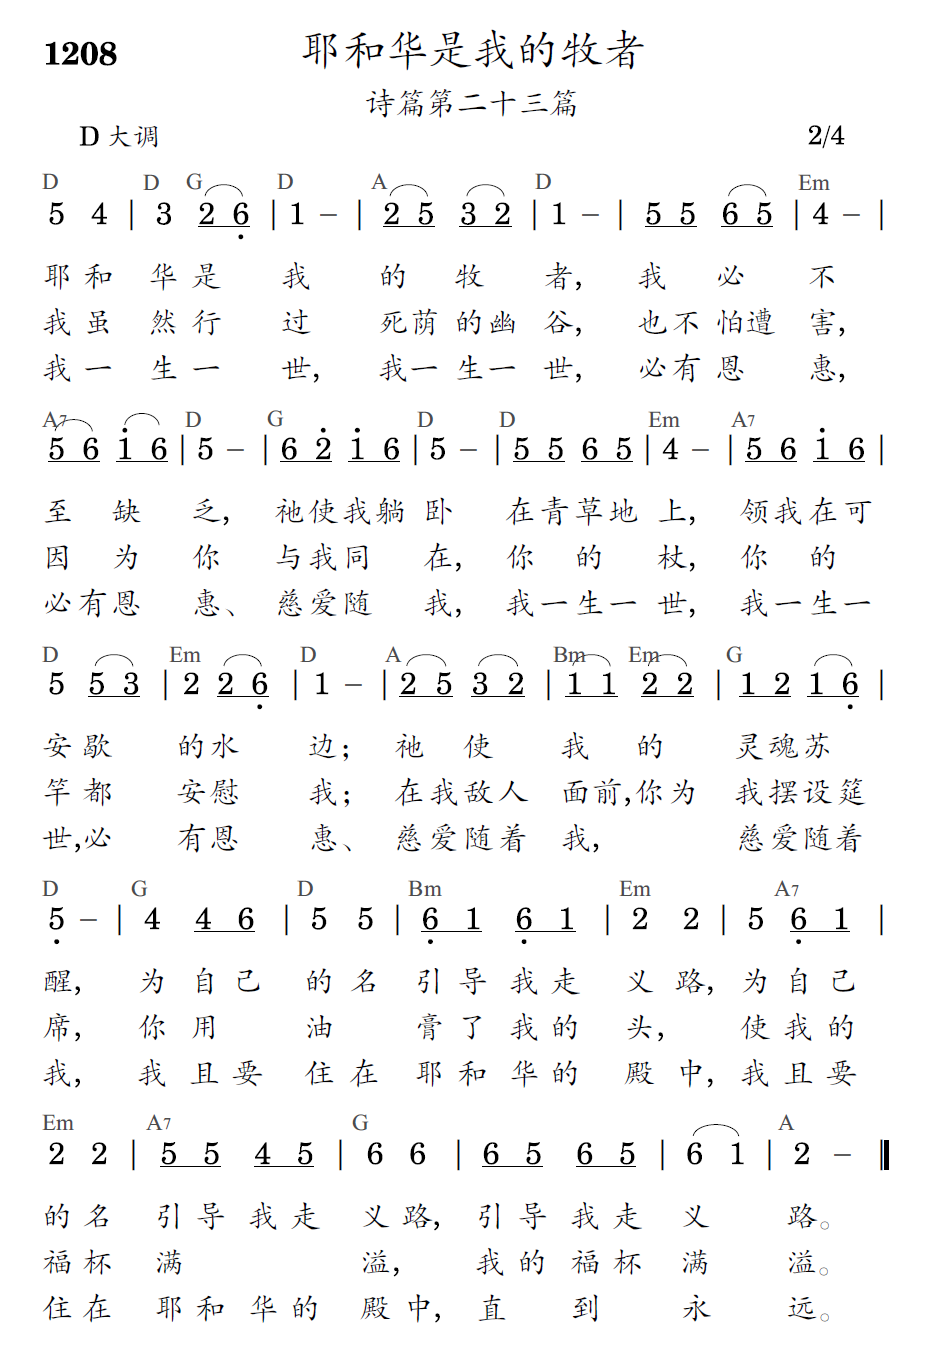 1208 耶和华是我的牧者
诗篇第二十三篇
D 大调 2/4
D D G D A D Em
5 4 | 3 2 6 | 1 – | 2 5 3 2 | 1 – | 5 5 6 5 | 4 – |
耶和 华是 我 的 牧 者, 我 必 不
我虽 然行 过 死荫的幽 谷, 也不怕遭 害,
我一 生一 世, 我一生一 世, 必有恩 惠,
A7 D G D D Em A7
5 6 1 6 | 5 – | 6 2 1 6 | 5 – | 5 5 6 5 | 4 – | 5 6 1 6 |
至 缺 乏, 祂使我躺 卧 在青草地 上, 领我在可
因 为 你 与我同 在, 你 的 杖, 你 的
必有恩 惠、 慈爱随 我, 我一生一 世, 我一生一
D Em D A Bm Em G
5 5 3 | 2 2 6 | 1 – | 2 5 3 2 | 1 1 2 2 | 1 2 1 6 |
安歇 的水 边; 祂 使 我 的 灵魂苏
竿都 安慰 我; 在我敌人 面前,你为 我摆设筵
世,必 有恩 惠、 慈爱随着 我, 慈爱随着
D G D Bm Em A7
5 – | 4 4 6 | 5 5 | 6 1 6 1 | 2 2 | 5 6 1 |
醒, 为自己 的名 引导我走 义路, 为自己
席, 你用 油 膏了我的 头, 使我的
我, 我且要 住在 耶和华的 殿中, 我且要
Em A7 G A
2 2 | 5 5 4 5 | 6 6 | 6 5 6 5 | 6 1 | 2 – ‖
的名 引导我走 义路, 引导我走 义 路。
福杯 满 溢, 我的福杯 满 溢。
住在 耶和华的 殿中, 直 到 永 远。